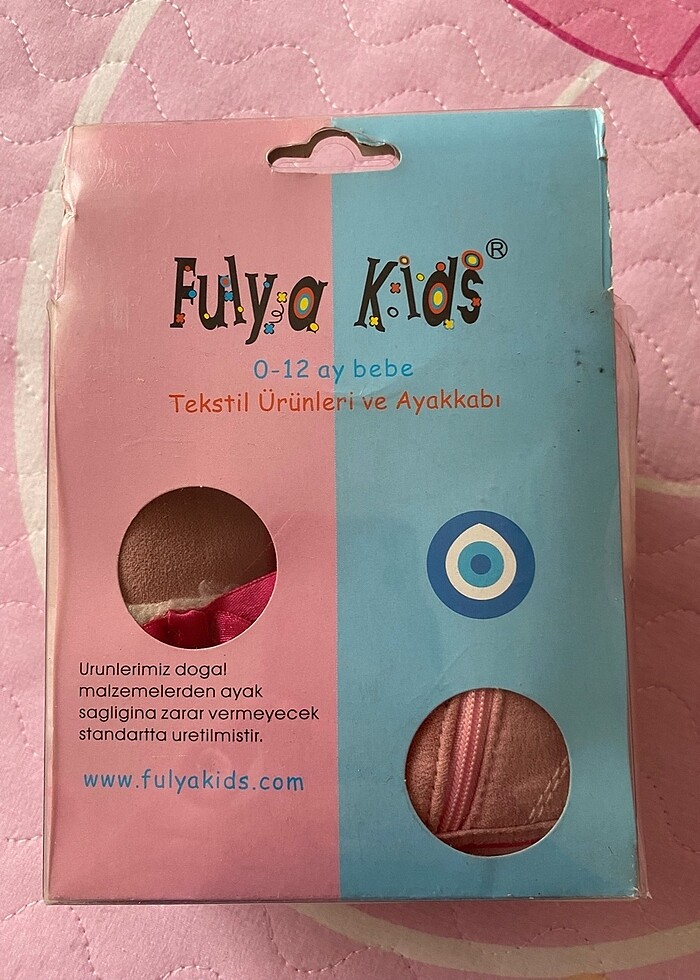 Fulya Kids®
0-12 ay bebe
Tekstil Ürünleri ve Ayakkabı
Urunlerimiz dogal
malzemelerden ayak
sagligina zarar vermeyecek
standartta uretilmistir.
www.fulyakids.com